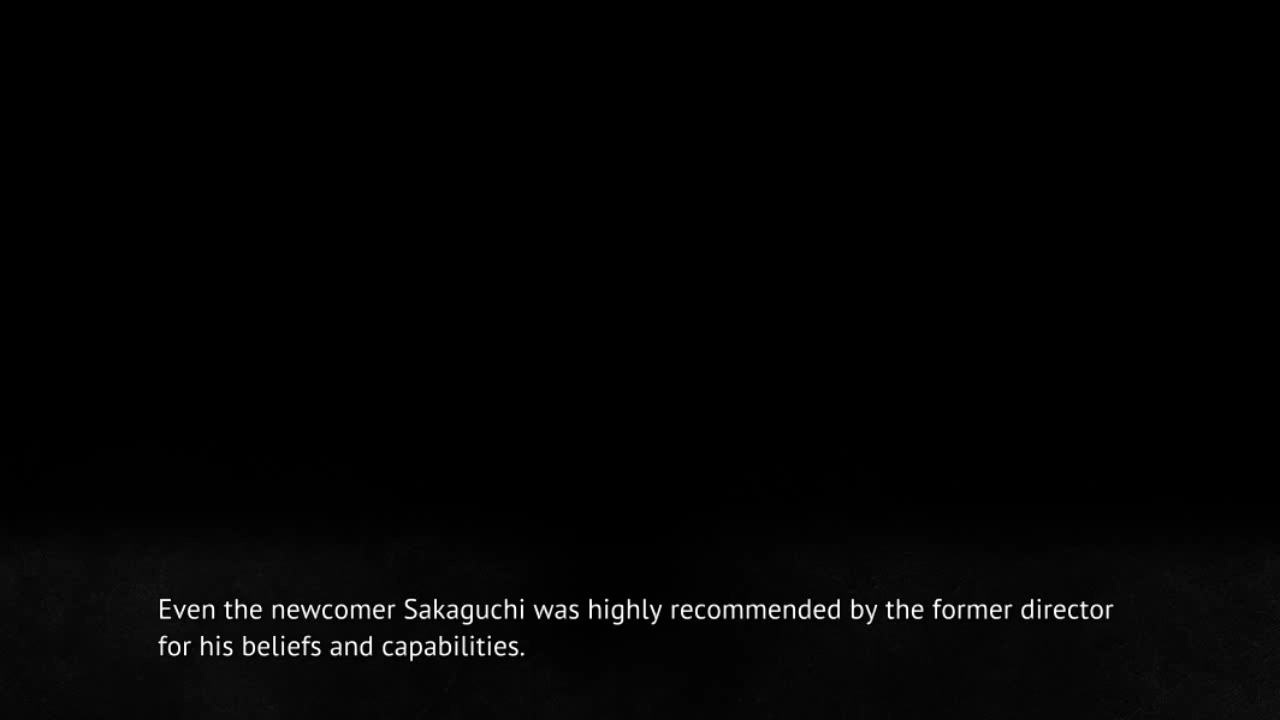 Even the newcomer Sakaguchi was highly recommended by the former director
for his beliefs and capabilities.